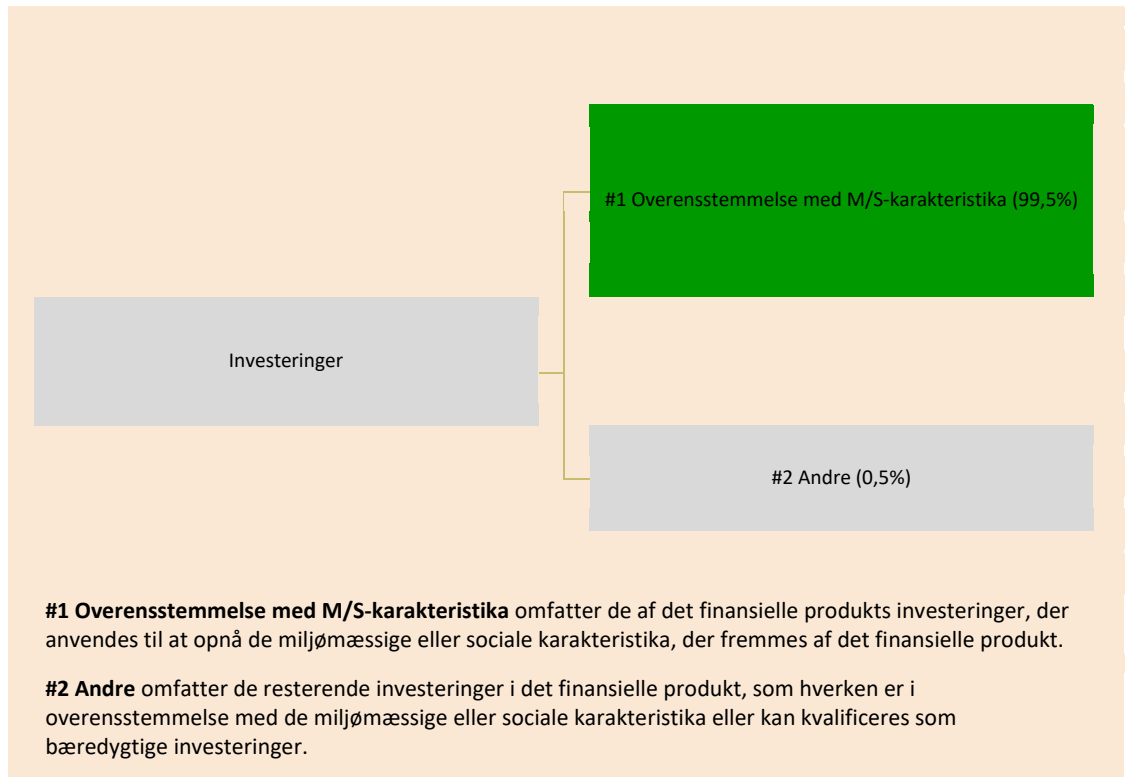 #1 Overensstemmelse med M/S-karakteristika (99,5%)
Investeringer
#2 Andre (0,5%)
#1 Overensstemmelse med M/S-karakteristika omfatter de af det finansielle produkts investeringer, der
anvendes til at opnå de miljømæssige eller sociale karakteristika, der fremmes af det finansielle produkt.
#2 Andre omfatter de resterende investeringer i det finansielle produkt, som hverken er i
overensstemmelse med de miljømæssige eller sociale karakteristika eller kan kvalificeres som
bæredygtige investeringer.